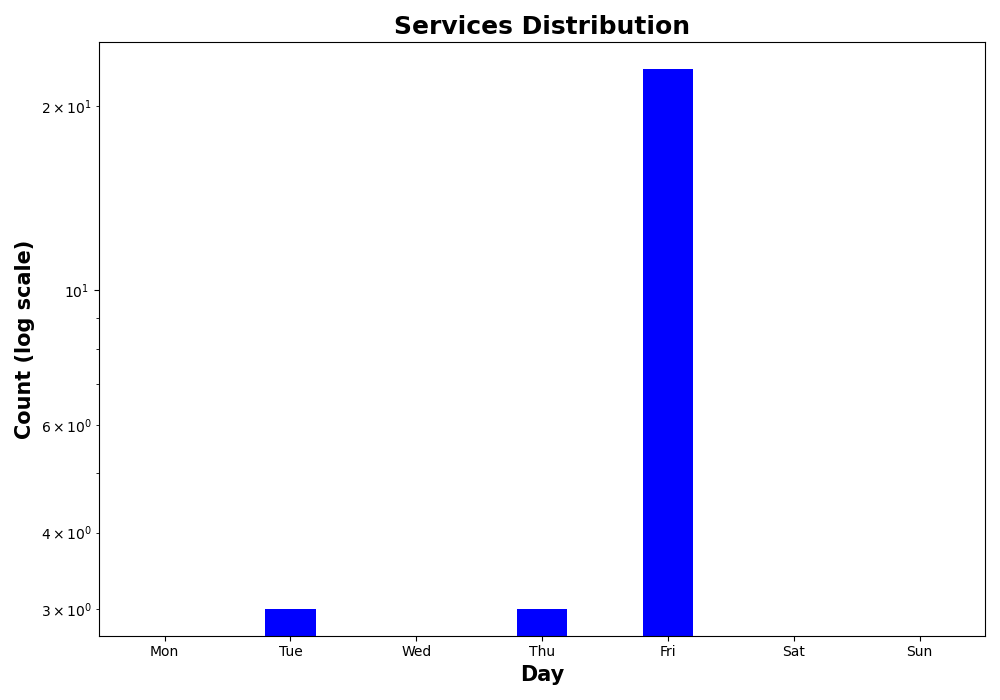 Services Distribution
Count (log scale)
2 × 10¹
10¹
6 × 10⁰
4 × 10⁰
3 × 10⁰
Mon Tue Wed Thu Fri Sat Sun
Day